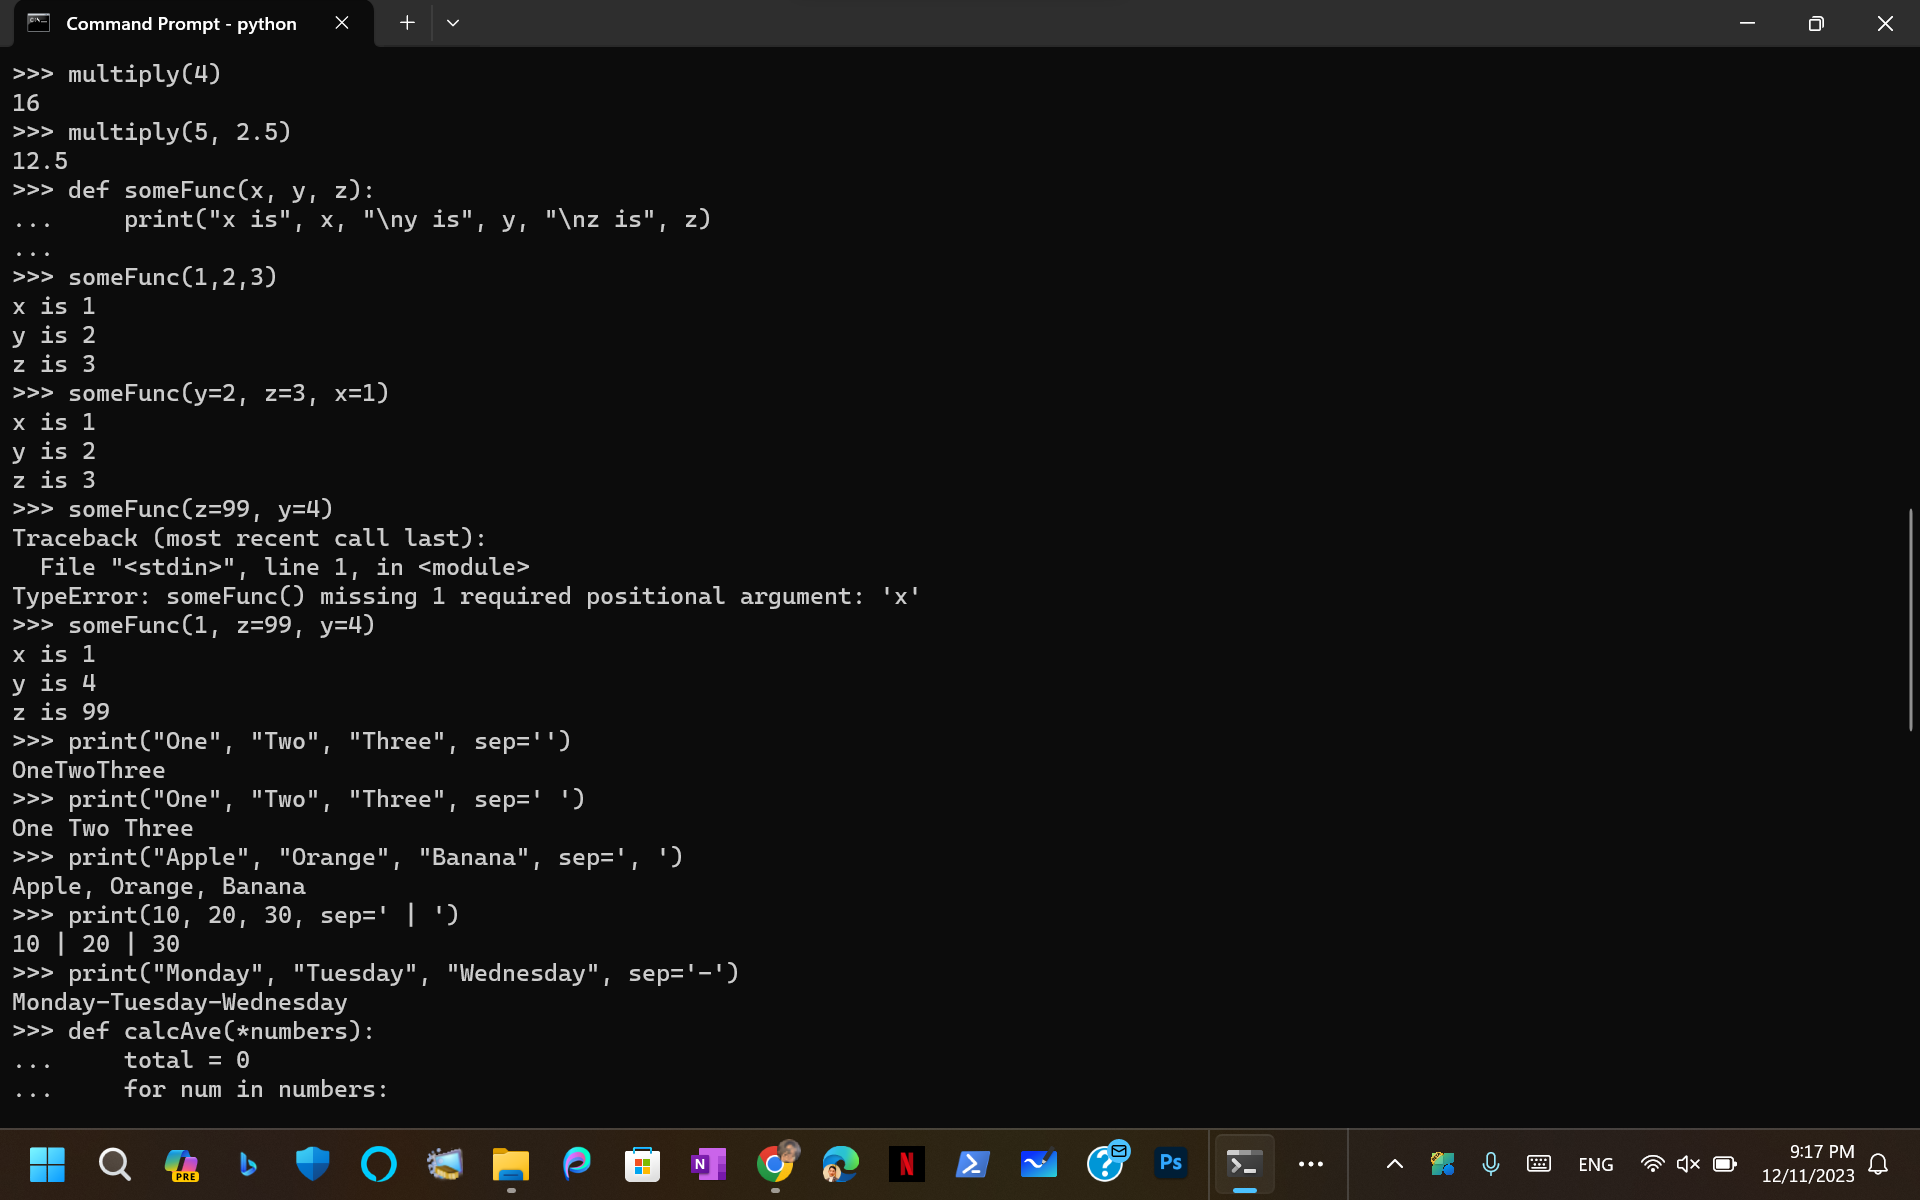 Command Prompt - python
>>> multiply(4)
16
>>> multiply(5, 2.5)
12.5
>>> def someFunc(x, y, z):
...     print("x is", x, "\ny is", y, "\nz is", z)
...
>>> someFunc(1,2,3)
x is 1
y is 2
z is 3
>>> someFunc(y=2, z=3, x=1)
x is 1
y is 2
z is 3
>>> someFunc(z=99, y=4)
Traceback (most recent call last):
  File "<stdin>", line 1, in <module>
TypeError: someFunc() missing 1 required positional argument: 'x'
>>> someFunc(1, z=99, y=4)
x is 1
y is 4
z is 99
>>> print("One", "Two", "Three", sep='')
OneTwoThree
>>> print("One", "Two", "Three", sep=' ')
One Two Three
>>> print("Apple", "Orange", "Banana", sep=', ')
Apple, Orange, Banana
>>> print(10, 20, 30, sep=' | ')
10 | 20 | 30
>>> print("Monday", "Tuesday", "Wednesday", sep='-')
Monday-Tuesday-Wednesday
>>> def calcAve(*numbers):
...     total = 0
...     for num in numbers:
PRE
N
N
Ps
ENG
9:17 PM
12/11/2023